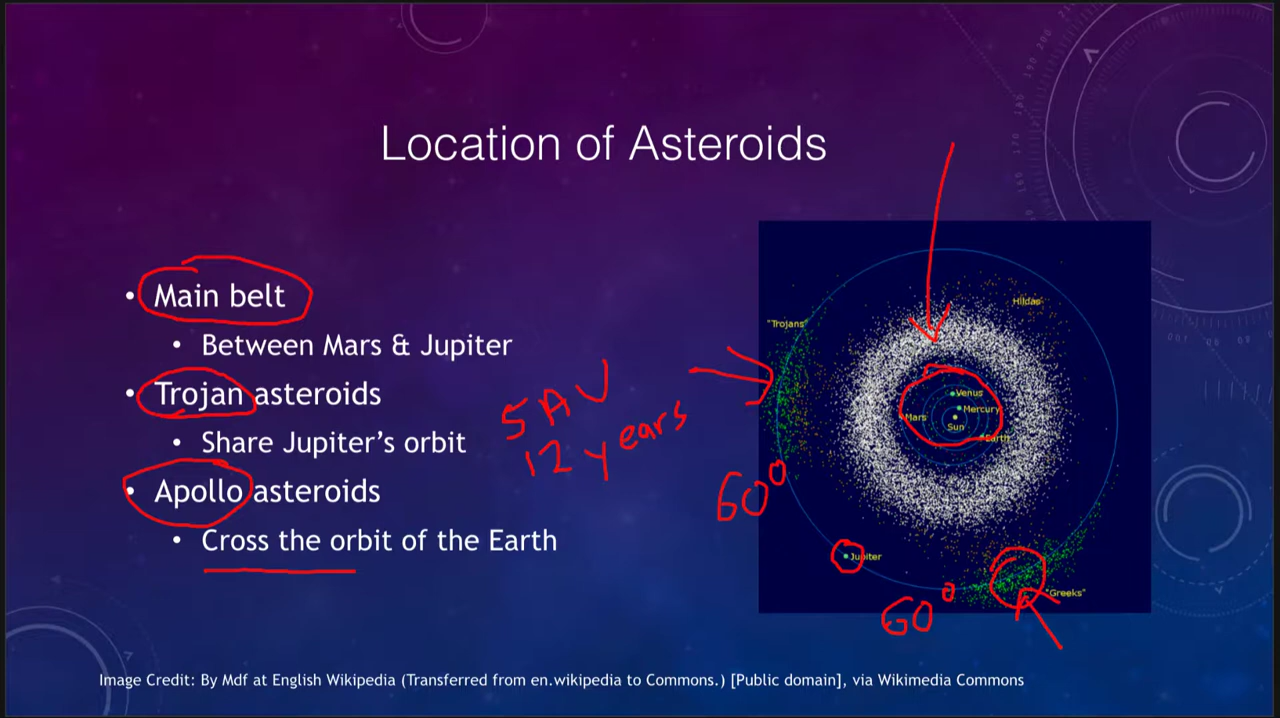 Location of Asteroids
• Main belt
• Between Mars & Jupiter
• Trojan asteroids
• Share Jupiter's orbit
• Apollo asteroids
• Cross the orbit of the Earth
5 AU
12 years
60°
60°
Hildas
"Trojans"
Venus
Mercury
Mars
Sun
Earth
Jupiter
"Greeks"
Image Credit: By Mdf at English Wikipedia (Transferred from en.wikipedia to Commons.) [Public domain], via Wikimedia Commons